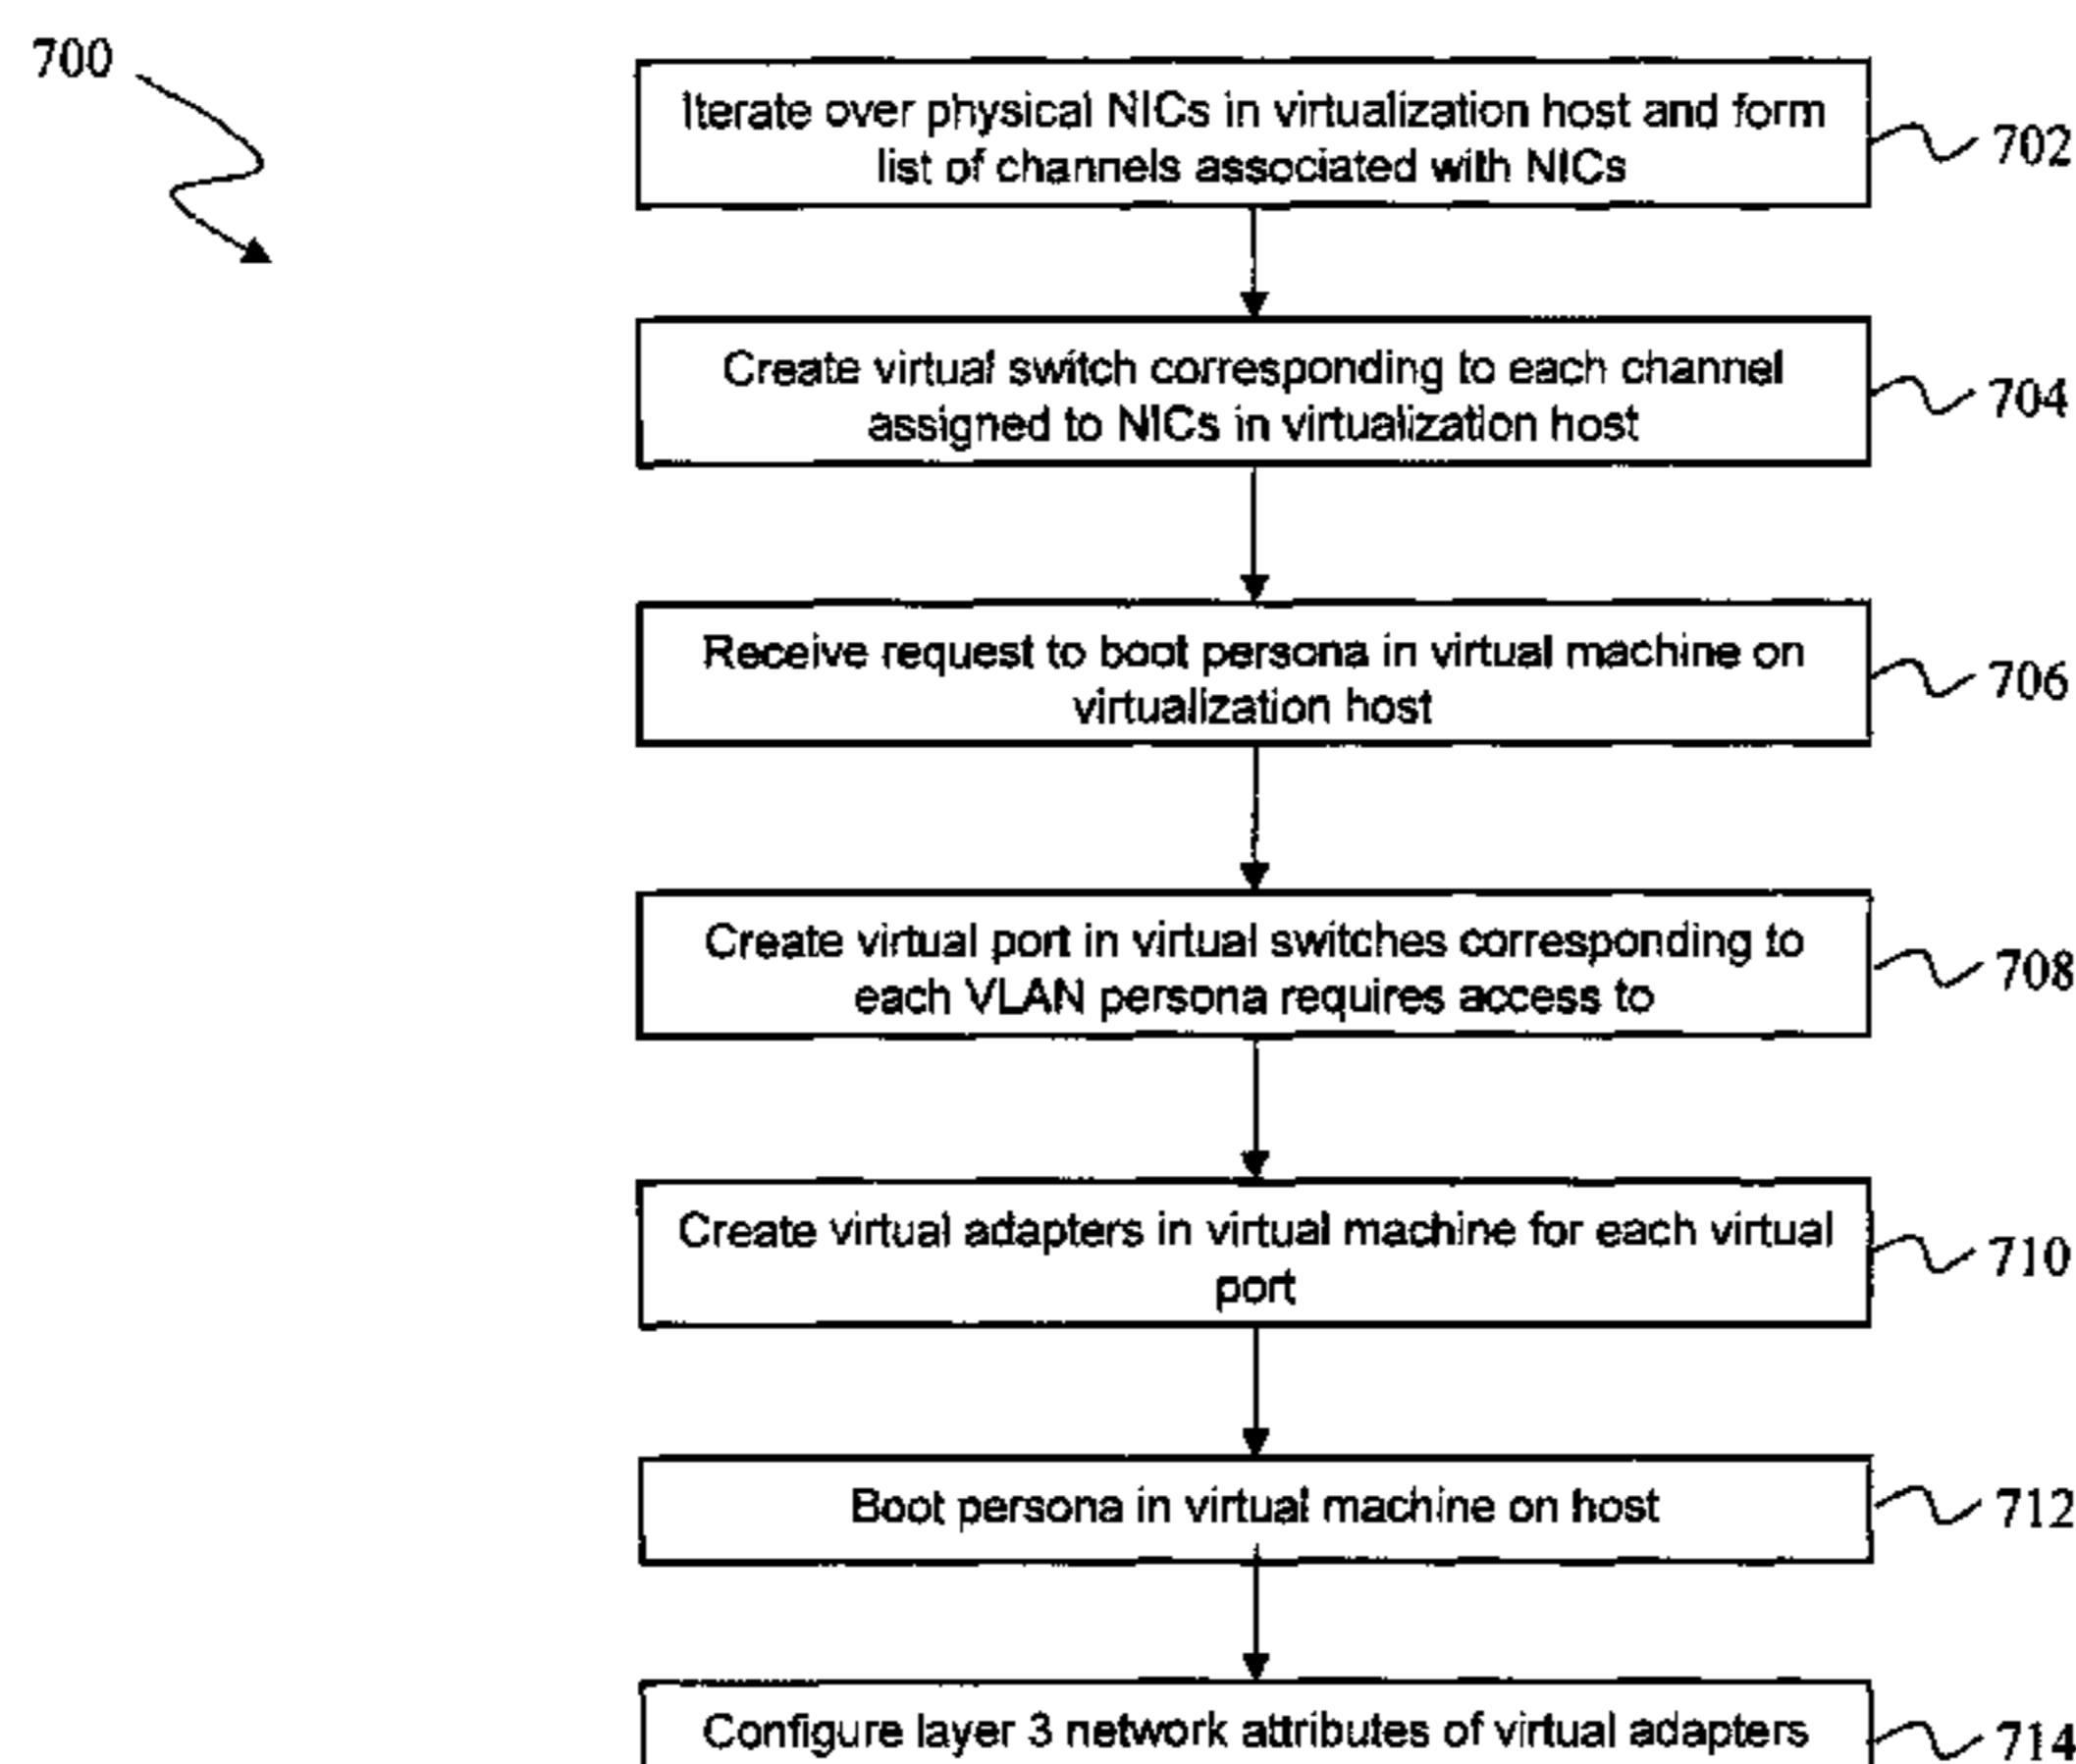 700
Iterate over physical NICs in virtualization host and form
list of channels associated with NICs
702
Create virtual switch corresponding to each channel
assigned to NICs in virtualization host
704
Receive request to boot persona in virtual machine on
virtualization host
706
Create virtual port in virtual switches corresponding to
each VLAN persona requires access to
708
Create virtual adapters in virtual machine for each virtual
port
710
Boot persona in virtual machine on host
712
Configure layer 3 network attributes of virtual adapters
714